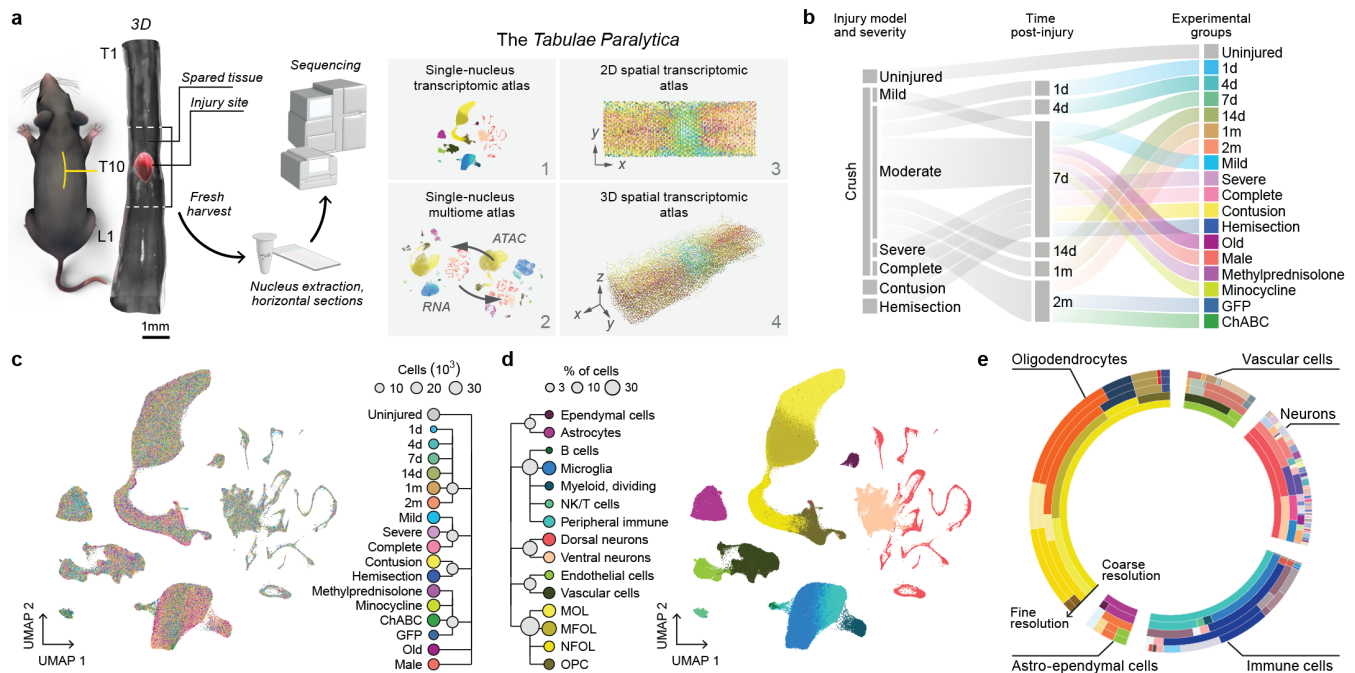 a
3D
T1
Spared tissue
Injury site
T10
L1
Fresh
harvest
1mm
Sequencing
Nucleus extraction,
horizontal sections
The Tabulae Paralytica
Single-nucleus
transcriptomic atlas
1
2D spatial transcriptomic
atlas
y
x
3
Single-nucleus
multiome atlas
ATAC
RNA
2
3D spatial transcriptomic
atlas
z
x
y
4
b
Injury model
and severity
Time
post-injury
Experimental
groups
Uninjured
Mild
Crush
Moderate
Severe
Complete
Contusion
Hemisection
1d
4d
7d
14d
1m
2m
Uninjured
1d
4d
7d
14d
1m
2m
Mild
Severe
Complete
Contusion
Hemisection
Old
Male
Methylprednisolone
Minocycline
GFP
ChABC
c
UMAP 2
UMAP 1
Cells (10³)
10 20 30
Uninjured
1d
4d
7d
14d
1m
2m
Mild
Severe
Complete
Contusion
Hemisection
Methylprednisolone
Minocycline
ChABC
GFP
Old
Male
d
% of cells
3 10 30
Ependymal cells
Astrocytes
B cells
Microglia
Myeloid, dividing
NK/T cells
Peripheral immune
Dorsal neurons
Ventral neurons
Endothelial cells
Vascular cells
MOL
MFOL
NFOL
OPC
UMAP 2
UMAP 1
e
Oligodendrocytes
Vascular cells
Neurons
Coarse
resolution
Fine
resolution
Astro-ependymal cells
Immune cells